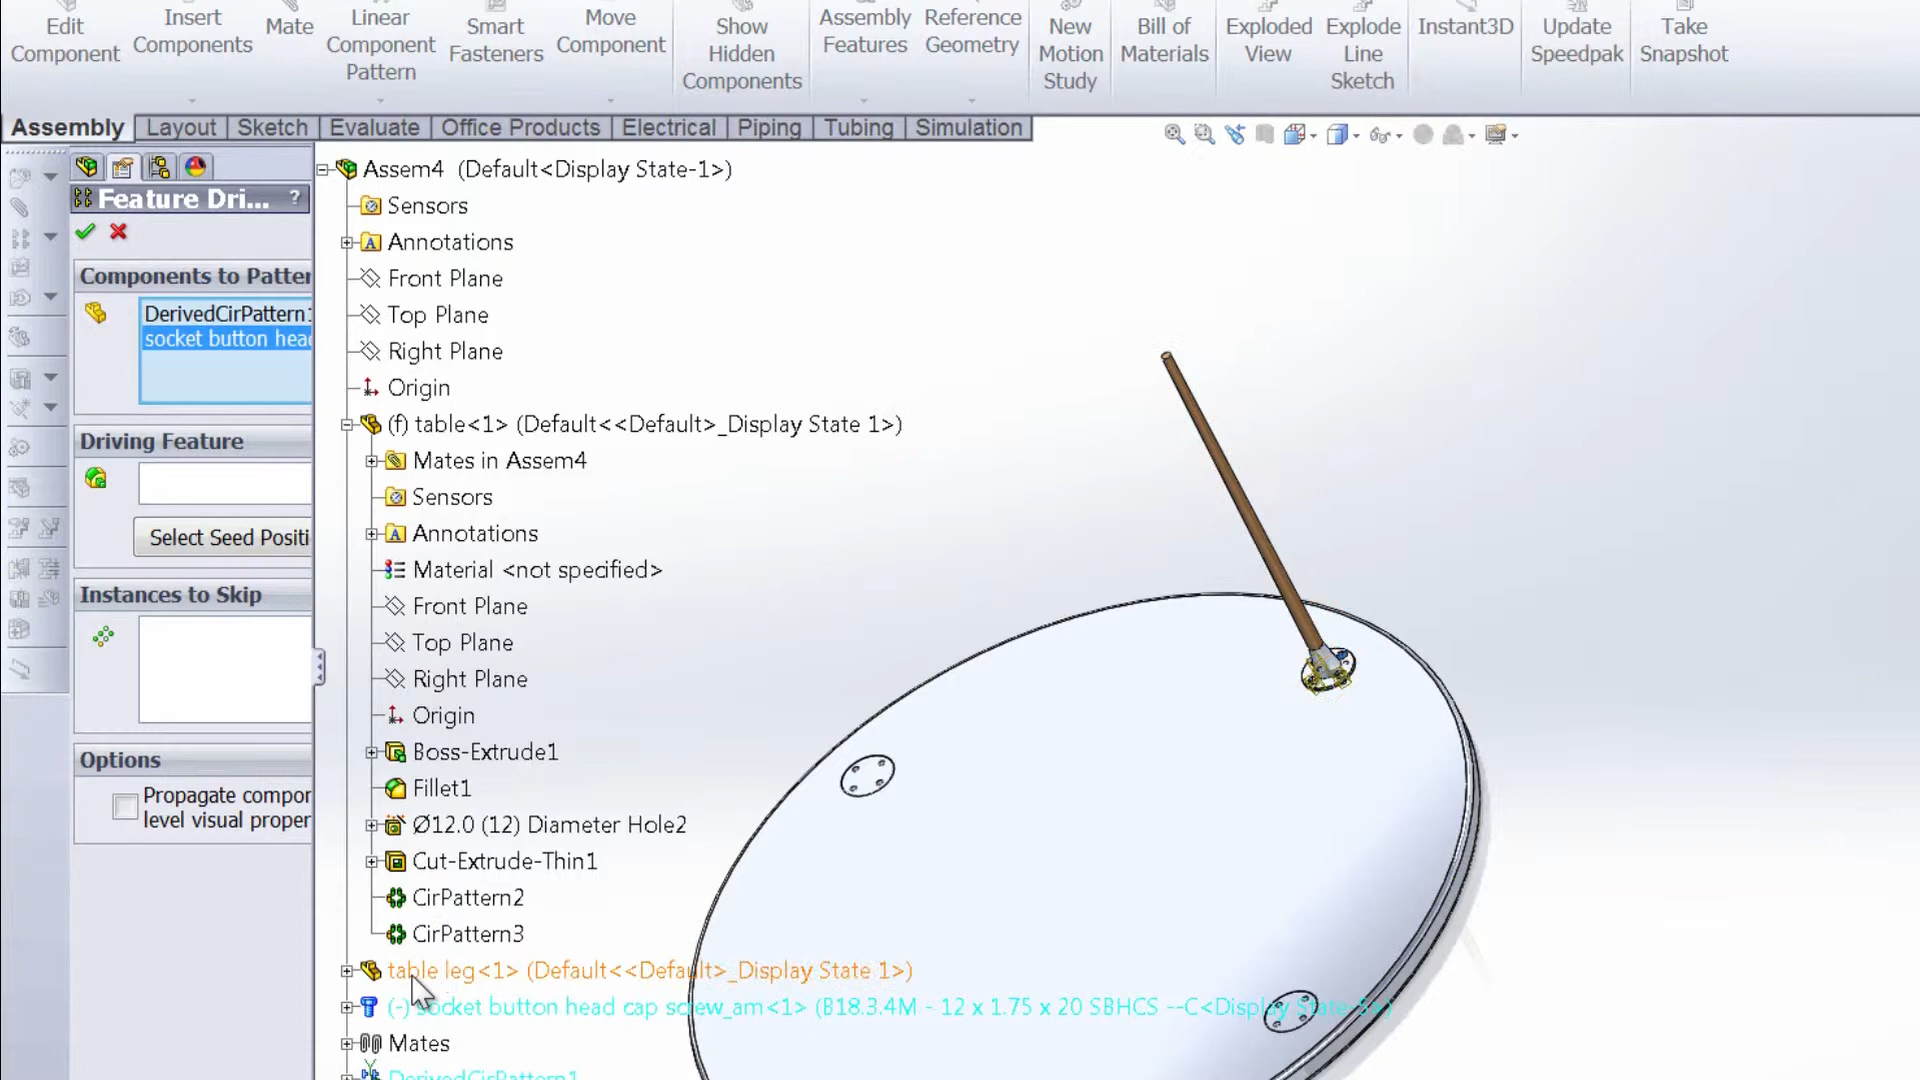 Edit Component
Insert Components
Mate
Linear Component Pattern
Smart Fasteners
Move Component
Show Hidden Components
Assembly Features
Reference Geometry
New Motion Study
Bill of Materials
Exploded View
Explode Line Sketch
Instant3D
Update Speedpak
Take Snapshot
Assembly Layout Sketch Evaluate Office Products Electrical Piping Tubing Simulation
Feature Dri... ?
Components to Patter
DerivedCirPattern1
socket button head
Driving Feature
Select Seed Positi
Instances to Skip
Options
Propagate compor
level visual proper
Assem4 (Default<Display State-1>)
Sensors
Annotations
Front Plane
Top Plane
Right Plane
Origin
(f) table<1> (Default<<Default>_Display State 1>)
Mates in Assem4
Sensors
Annotations
Material <not specified>
Front Plane
Top Plane
Right Plane
Origin
Boss-Extrude1
Fillet1
Ø12.0 (12) Diameter Hole2
Cut-Extrude-Thin1
CirPattern2
CirPattern3
table leg<1> (Default<<Default>_Display State 1>)
(-) socket button head cap screw_am<1> (B18.3.4M - 12 x 1.75 x 20 SBHCS --C<Display State-8>)
Mates
DerivedCirPattern1